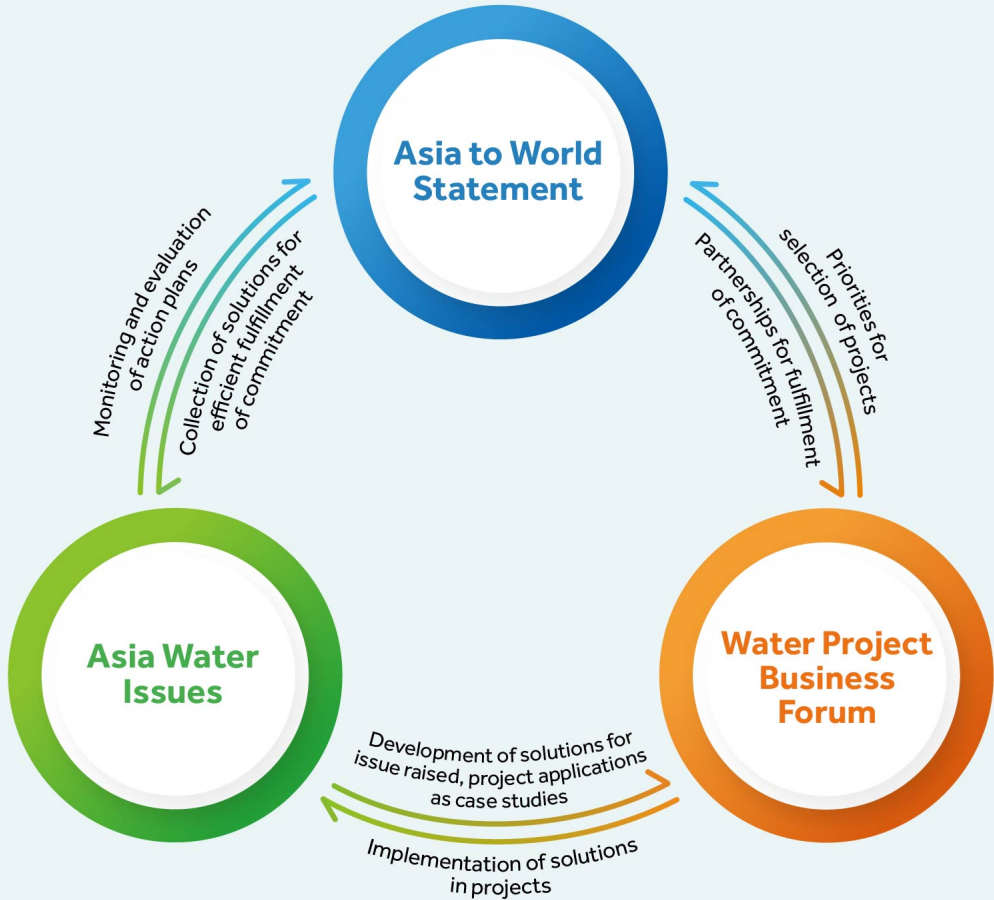 Asia to World
Statement
Monitoring and evaluation
of action plans
Collection of solutions for
efficient fulfillment
of commitment
Priorities for
selection of projects
Partnerships for fulfillment
of commitment
Asia Water
Issues
Water Project
Business
Forum
Development of solutions for
issue raised, project applications
as case studies
Implementation of solutions
in projects